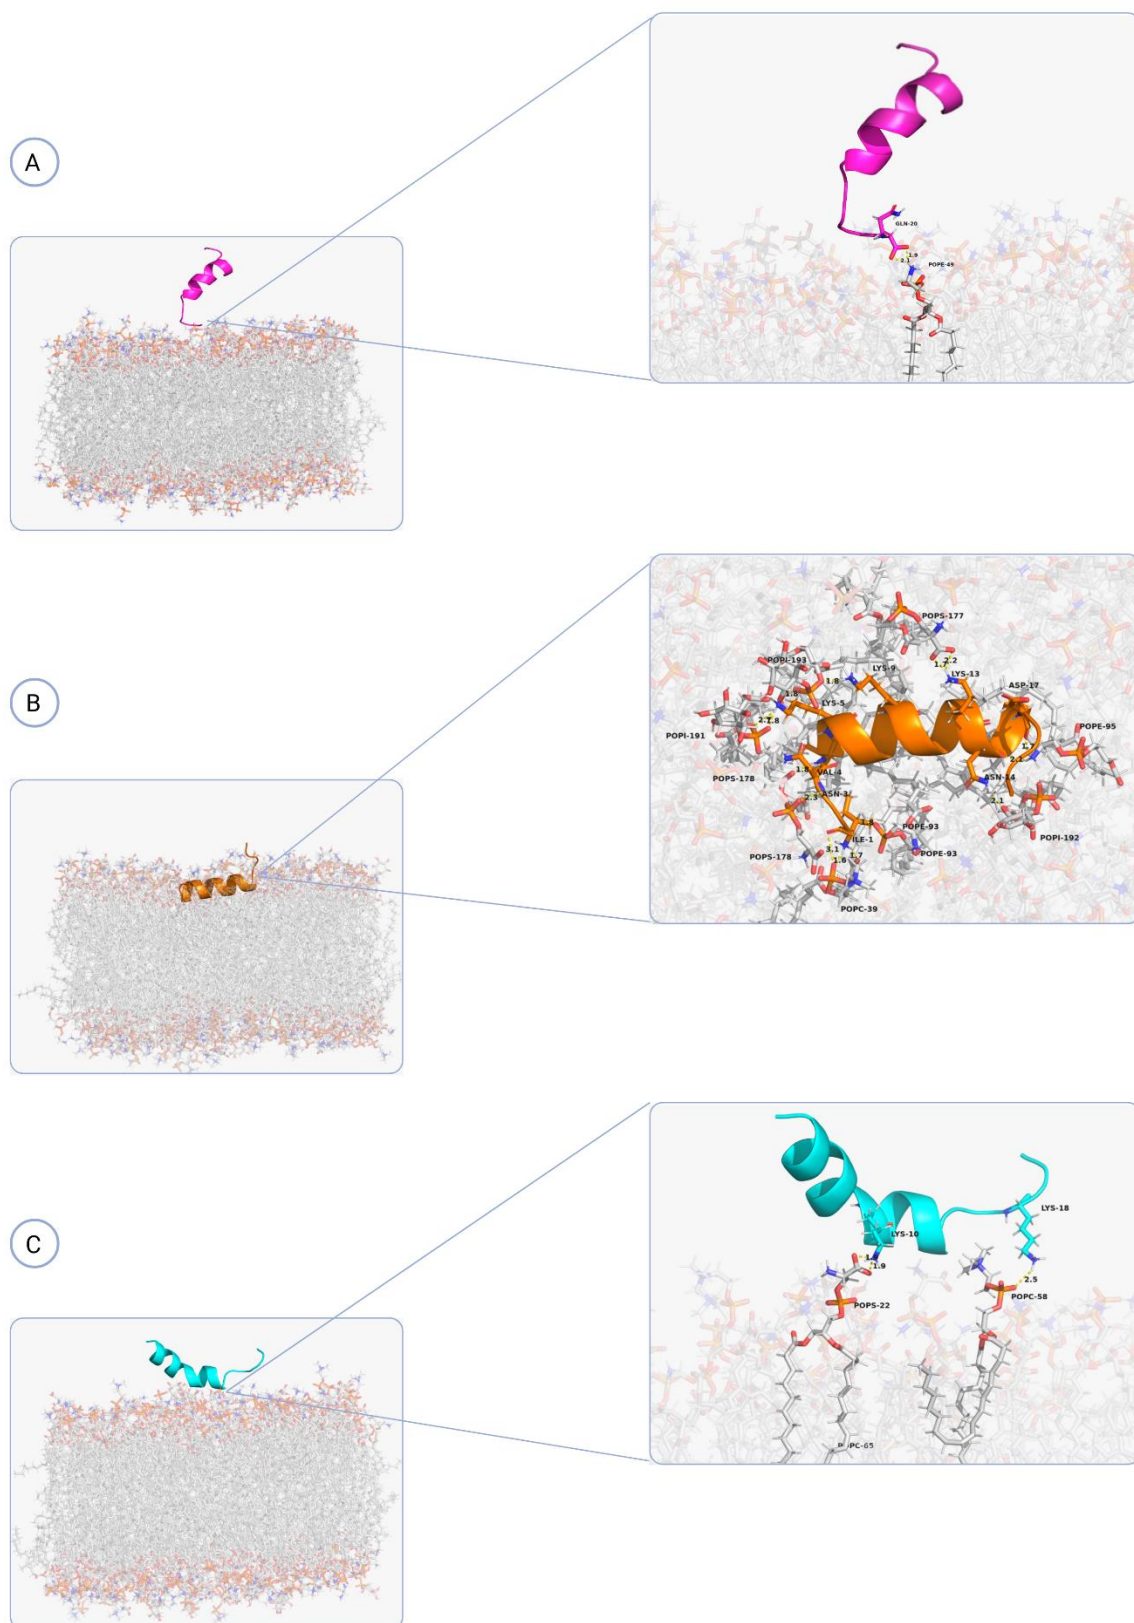 A
GLN-20
1.9
2.1
POPE-49
B
POPS-177
POPI-193
LYS-9
2.2
1.7
LYS-13
1.8
ASP-17
1.8
LYS-5
2.1
1.8
POPI-191
POPE-95
1.7
2.1
POPS-178
1.8
VAL-4
ASN-14
ASN-3
2.3
2.1
1.8
POPE-93
ILE-1
POPI-192
3.1
POPS-178
1.7
POPE-93
1.6
POPC-39
C
LYS-18
LYS-10
1.9
2.5
POPS-22
POPC-58